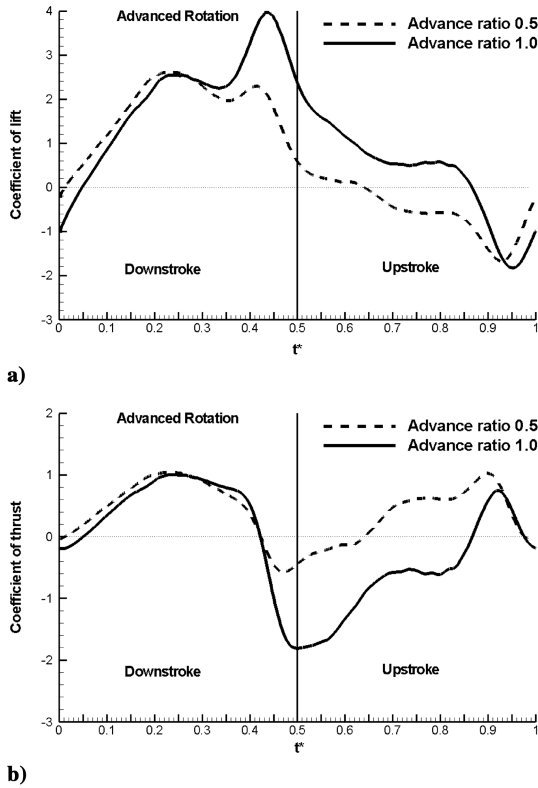 Advanced Rotation
Advance ratio 0.5
Advance ratio 1.0
Coefficient of lift
4
3
2
1
0
-1
-2
-3
Downstroke
Upstroke
0 0.1 0.2 0.3 0.4 0.5 0.6 0.7 0.8 0.9 1
t*
a)
Advanced Rotation
Advance ratio 0.5
Advance ratio 1.0
Coefficient of thrust
2
1
0
-1
-2
-3
Downstroke
Upstroke
0 0.1 0.2 0.3 0.4 0.5 0.6 0.7 0.8 0.9 1
t*
b)